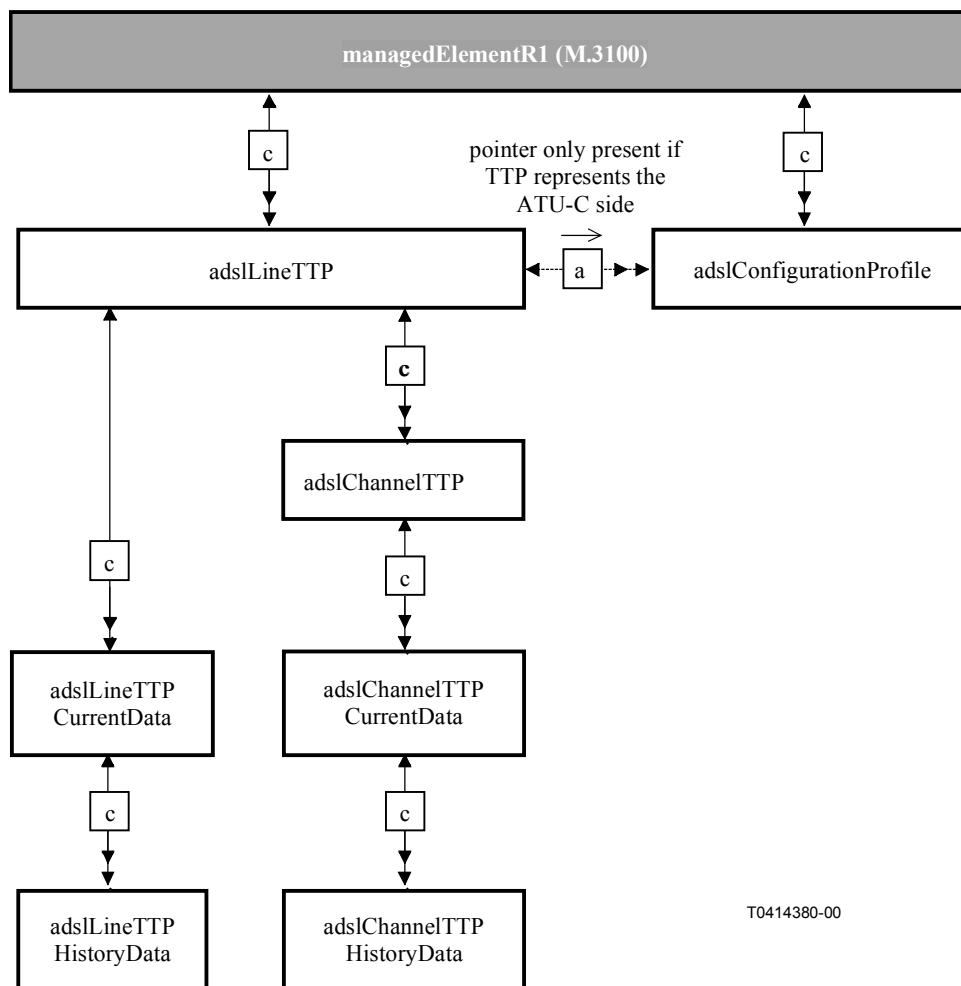 managedElementR1 (M.3100)
c
c
pointer only present if
TTP represents the
ATU-C side
adslLineTTP
a
adslConfigurationProfile
c
adslChannelTTP
c
c
adslLineTTP
CurrentData
adslChannelTTP
CurrentData
c
c
adslLineTTP
HistoryData
adslChannelTTP
HistoryData
T0414380-00